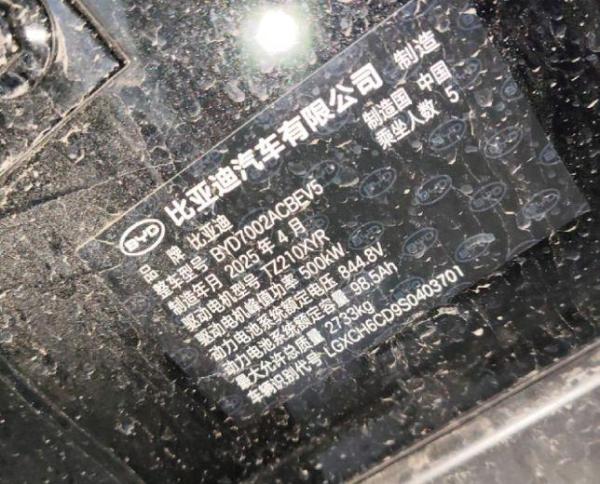 BYD 比亚迪汽车有限公司 制造
品 牌 比亚迪 制造国 中国
整车型号 BYD7002ACBEV5 乘坐人数 5
制造年月 2025 年 4 月
驱动电机型号 TZ210XYR
驱动电机峰值功率 500kW
动力电池系统额定电压 844.8V
动力电池系统额定容量 98.5Ah
最大允许总质量 2733kg
车辆识别代号 LGXCH6CD9S0403701